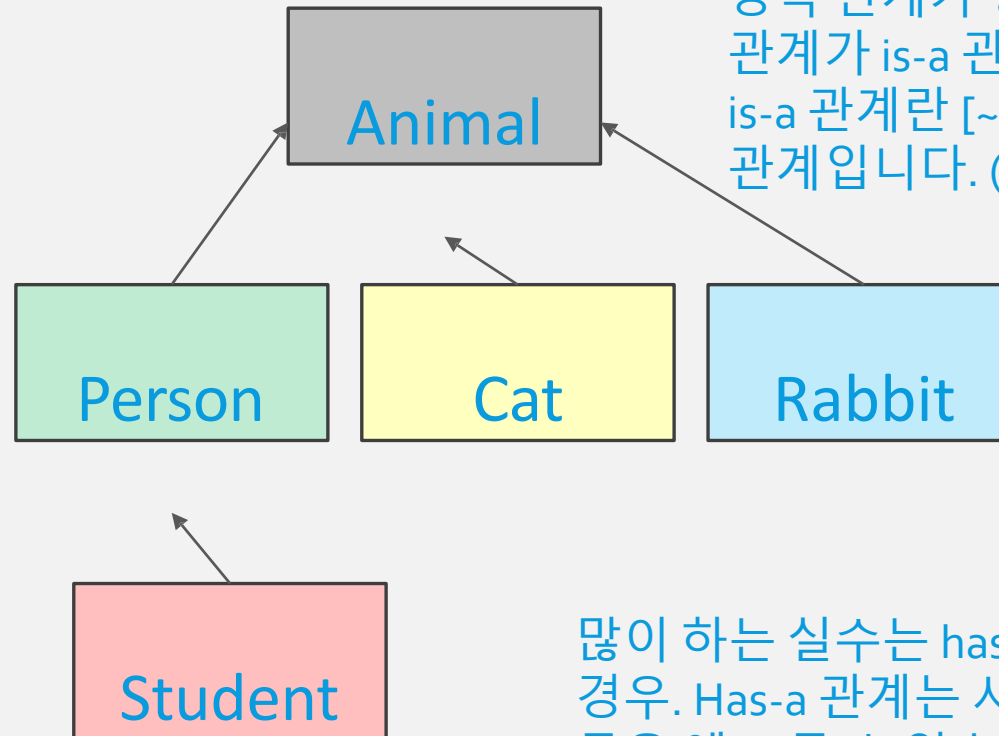 Animal
관계가 is-a 관
is-a 관계란 [~
관계입니다. (
Person
Cat
Rabbit
Student
많이 하는 실수는 has
경우. Has-a 관계는 사